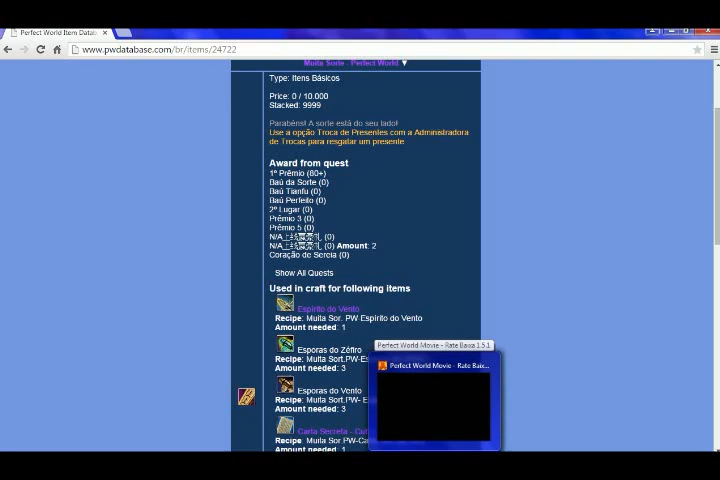 Perfect World Item Datab
www.pwdatabase.com/br/items/24722
Muita Sorte - Perfect World ▼
Type: Itens Básicos
Price: 0 / 10.000
Stacked: 9999
Parabéns! A sorte está do seu lado!
Use a opção Troca de Presentes com a Administradora
de Trocas para resgatar um presente
Award from quest
1º Prêmio (80+)
Baú da Sorte (0)
Baú Tianfu (0)
Baú Perfeito (0)
2º Lugar (0)
Prêmio 3 (0)
Prêmio 5 (0)
N/A (0)
N/A (0) Amount: 2
Coração de Sereia (0)
Show All Quests
Used in craft for following items
Espírito do Vento
Recipe: Muita Sor. PW-Espírito do Vento
Amount needed: 1
Perfect World Movie - Rate Baixa 1.5.1
Esporas do Zéfiro
Recipe: Muita Sort.PW-Es
Amount needed: 3
Perfect World Movie - Rate Baix...
Esporas do Vento
Recipe: Muita Sort.PW- E
Amount needed: 3
Carta Secreta - Cut
Recipe: Muita Sor.PW-Ca
Amount needed: 1